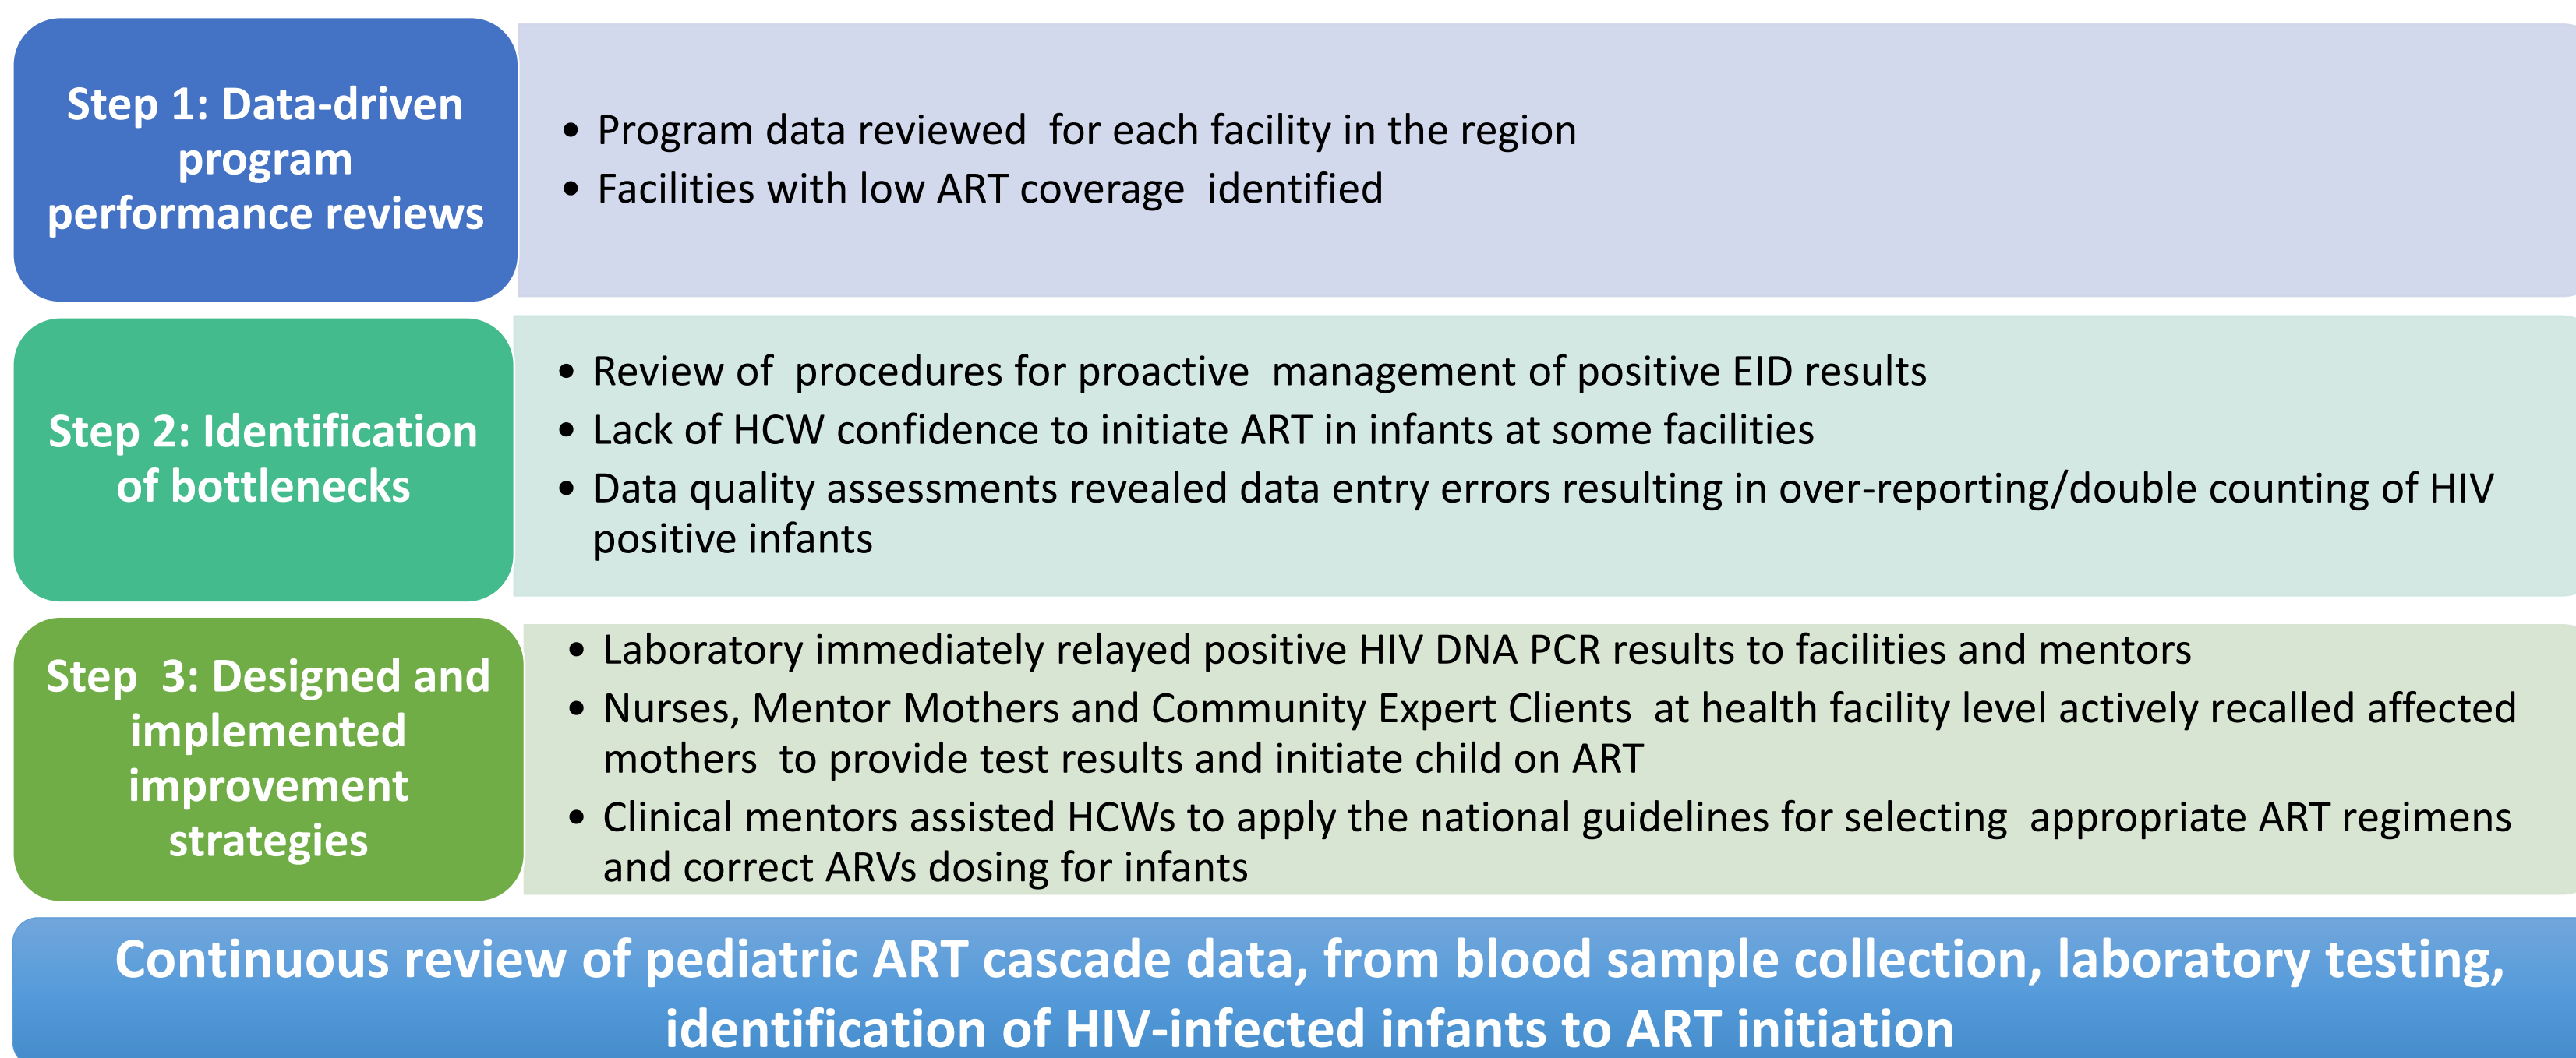 Step 1: Data-driven
program
performance reviews
• Program data reviewed  for each facility in the region
• Facilities with low ART coverage  identified
Step 2: Identification
of bottlenecks
• Review of  procedures for proactive  management of positive EID results
• Lack of HCW confidence to initiate ART in infants at some facilities
• Data quality assessments revealed data entry errors resulting in over-reporting/double counting of HIV
positive infants
Step  3: Designed and
implemented
improvement
strategies
• Laboratory immediately relayed positive HIV DNA PCR results to facilities and mentors
• Nurses, Mentor Mothers and Community Expert Clients  at health facility level actively recalled affected
mothers  to provide test results and initiate child on ART
• Clinical mentors assisted HCWs to apply the national guidelines for selecting  appropriate ART regimens
and correct ARVs dosing for infants
Continuous review of pediatric ART cascade data, from blood sample collection, laboratory testing,
identification of HIV-infected infants to ART initiation